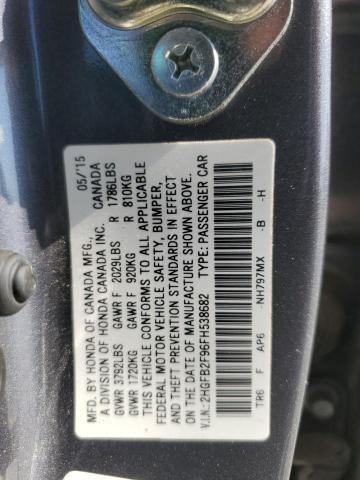 MFD. BY HONDA OF CANADA MFG., 05/'15
A DIVISION OF HONDA CANADA INC. CANADA
GVWR 3792LBS GAWR F 2029LBS R 1786LBS
GVWR 1720KG GAWR F 920KG R 810KG
THIS VEHICLE CONFORMS TO ALL APPLICABLE
FEDERAL MOTOR VEHICLE SAFETY, BUMPER,
AND THEFT PREVENTION STANDARDS IN EFFECT
ON THE DATE OF MANUFACTURE SHOWN ABOVE.
V.I.N.:2HGFB2F96FH538682 TYPE: PASSENGER CAR
TR6 F AP6 -NH797MX -B -H